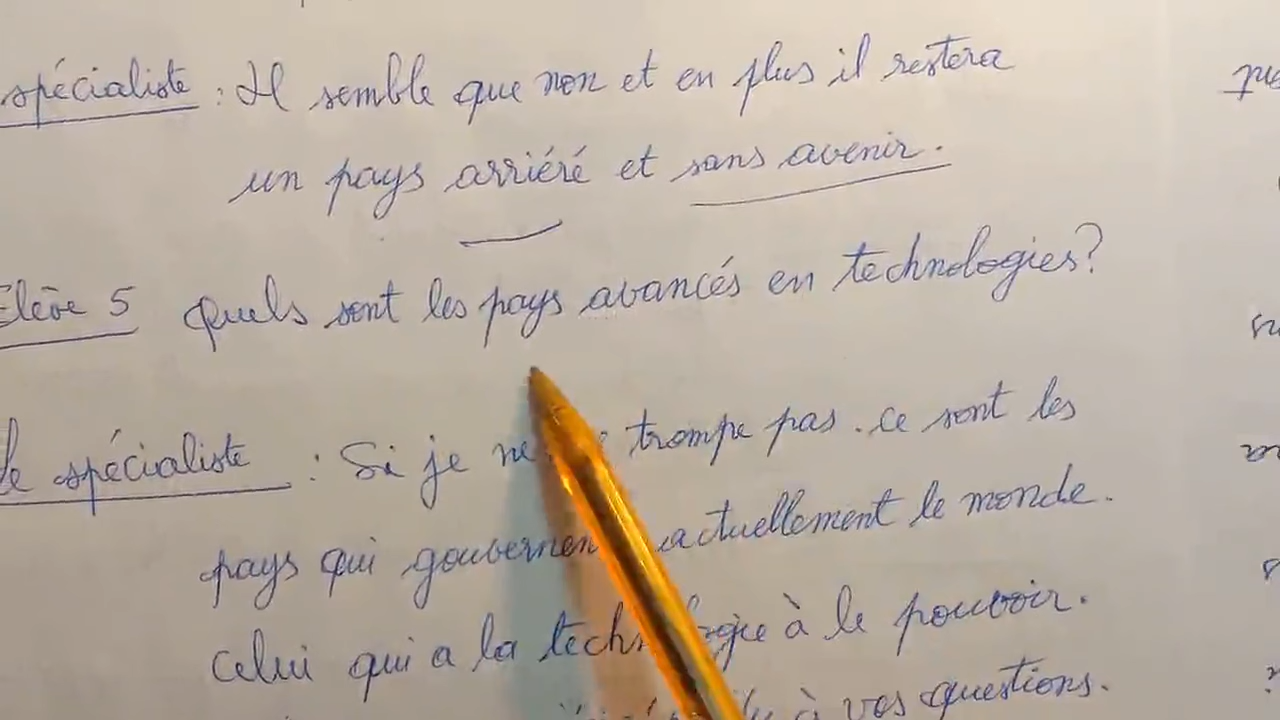 spécialiste : Il semble que non et en plus il restera
un pays arriéré et sans avenir.
Elève 5 Quels sont les pays avancés en technologies?
le spécialiste : Si je ne trompe pas. ce sont les
pays qui gouvernent actuellement le monde.
Celui qui a la technologie à le pouvoir.
à vos questions.